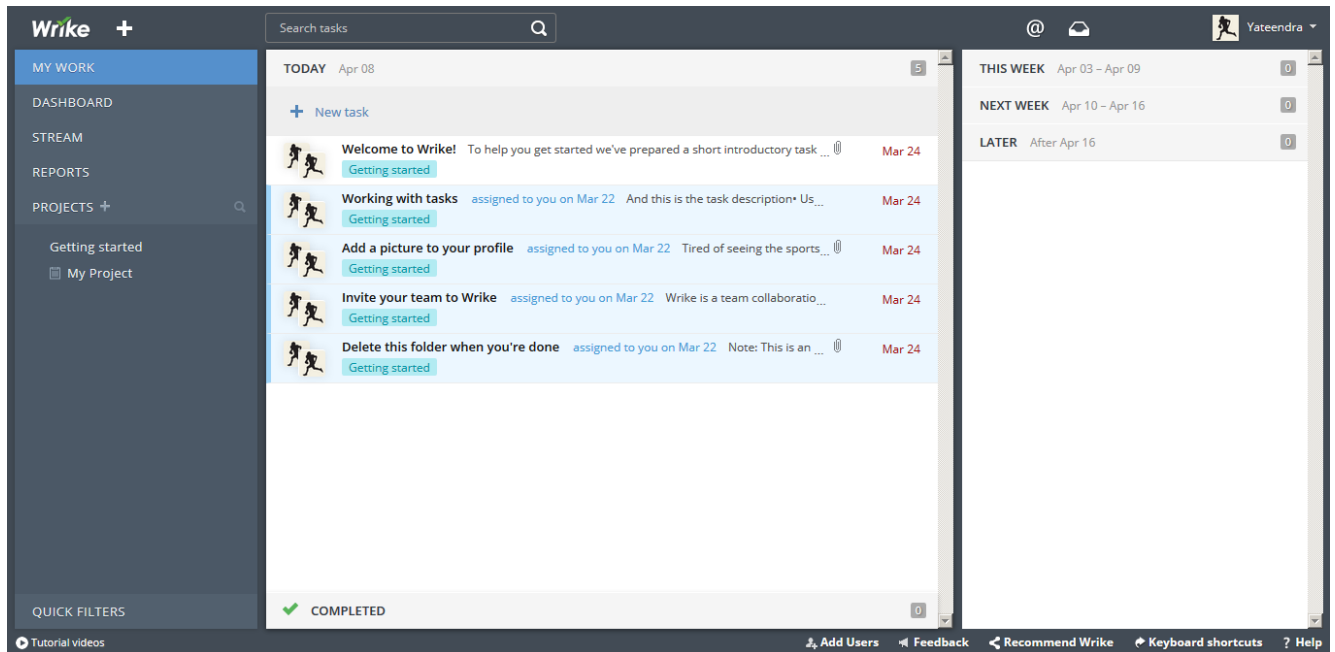 Wrike +
Search tasks
@
Yateendra
MY WORK
DASHBOARD
STREAM
REPORTS
PROJECTS +
Getting started
My Project
QUICK FILTERS
TODAY Apr 08 5
+ New task
Welcome to Wrike! To help you get started we've prepared a short introductory task ... Mar 24
Getting started
Working with tasks assigned to you on Mar 22 And this is the task description• Us... Mar 24
Getting started
Add a picture to your profile assigned to you on Mar 22 Tired of seeing the sports... Mar 24
Getting started
Invite your team to Wrike assigned to you on Mar 22 Wrike is a team collaboratio... Mar 24
Getting started
Delete this folder when you're done assigned to you on Mar 22 Note: This is an ... Mar 24
Getting started
COMPLETED 0
THIS WEEK Apr 03 – Apr 09 0
NEXT WEEK Apr 10 – Apr 16 0
LATER After Apr 16 0
Tutorial videos
Add Users Feedback Recommend Wrike Keyboard shortcuts ? Help